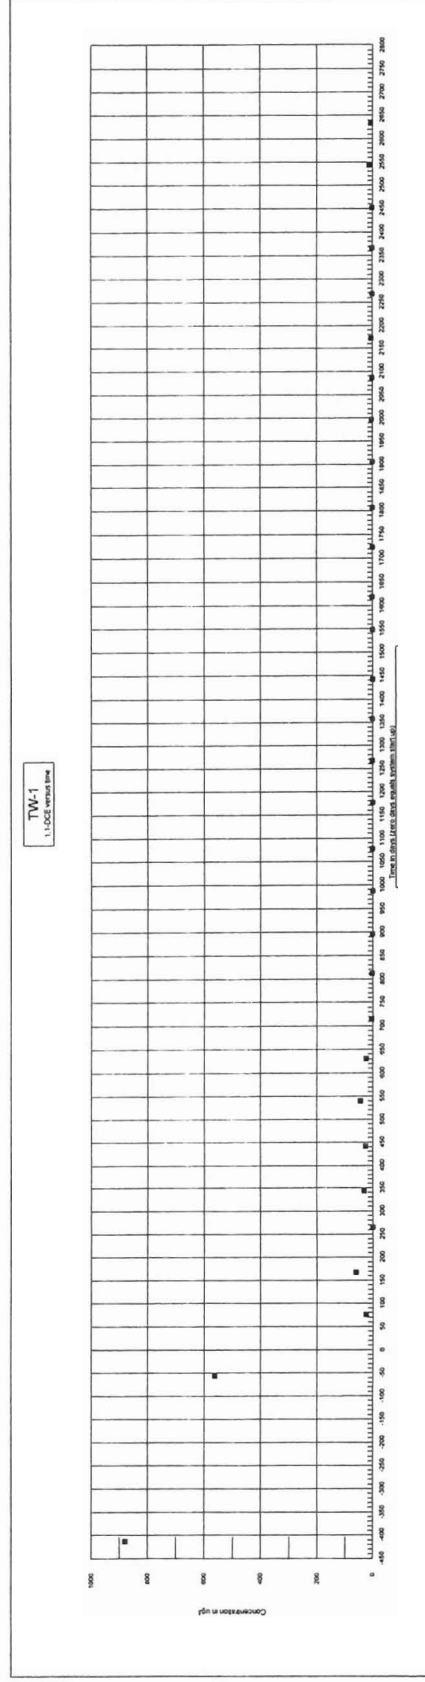 TW-1
1,1-DCE versus time
Concentration in ug/l
1000
800
600
400
200
0
-450 -400 -350 -300 -250 -200 -150 -100 -50 0 50 100 150 200 250 300 350 400 450 500 550 600 650 700 750 800 850 900 950 1000 1050 1100 1150 1200 1250 1300 1350 1400 1450 1500 1550 1600 1650 1700 1750 1800 1850 1900 1950 2000 2050 2100 2150 2200 2250 2300 2350 2400 2450 2500 2550 2600 2650 2700 2750 2800
Time in days (zero days equals system start up)